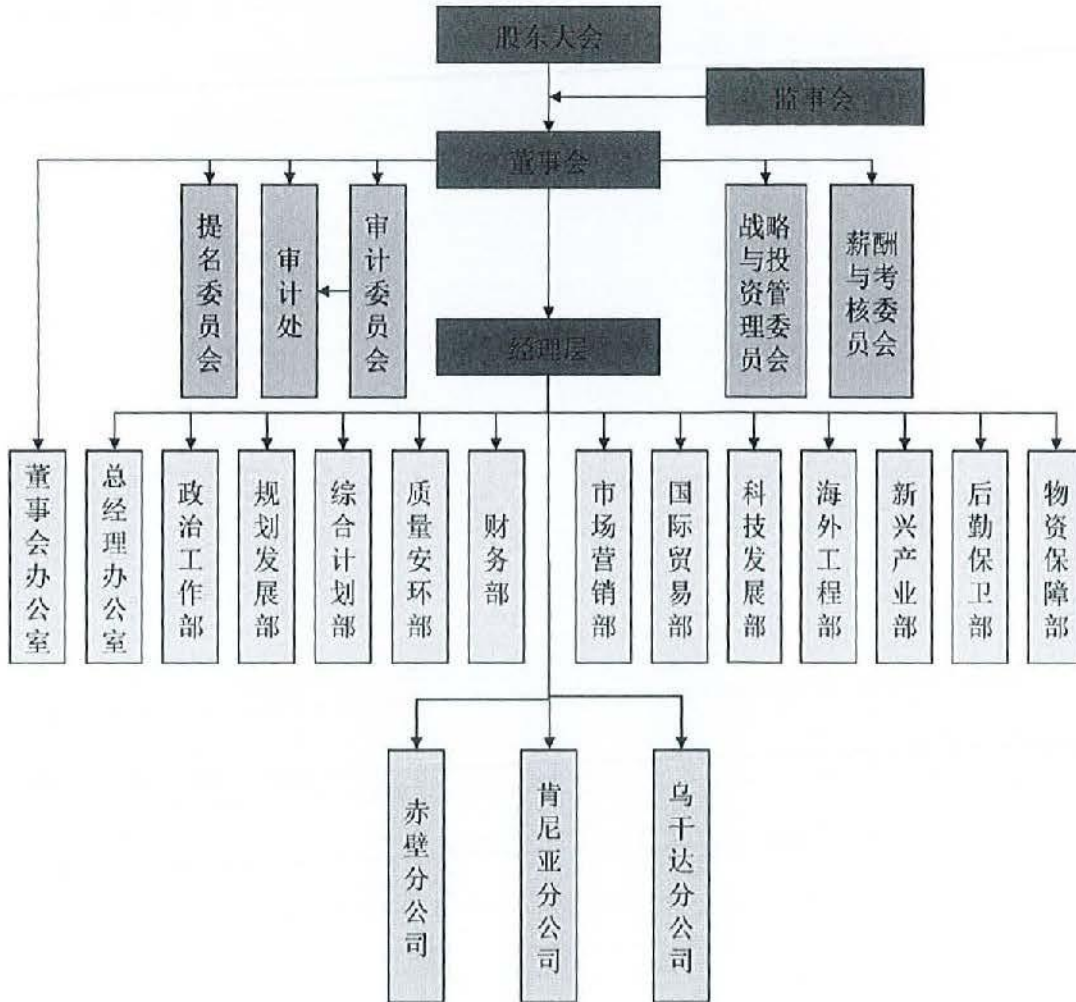 股东大会
监事会
董事会
提名委员会
审计处
审计委员会
战略与投资管理委员会
薪酬与考核委员会
经理层
董事会办公室
总经理办公室
政治工作部
规划发展部
综合计划部
质量安环部
财务部
市场营销部
国际贸易部
科技发展部
海外工程部
新兴产业部
后勤保卫部
物资保障部
赤壁分公司
肯尼亚分公司
乌干达分公司